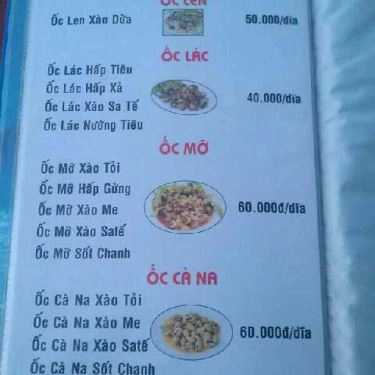 ỐC LEN
Ốc Len Xào Dừa 50.000/dĩa
ỐC LÁC
Ốc Lác Hấp Tiêu
Ốc Lác Hấp Xả
Ốc Lác Xào Sa Tế 40.000/dĩa
Ốc Lác Nướng Tiêu
ỐC MỠ
Ốc Mỡ Xào Tỏi
Ốc Mỡ Hấp Gừng
Ốc Mỡ Xào Me 60.000đ/dĩa
Ốc Mỡ Xào Satế
Ốc Mỡ Sốt Chanh
ỐC CÀ NA
Ốc Cà Na Xào Tỏi
Ốc Cà Na Xào Me
Ốc Cà Na Xào Satế 60.000đ/dĩa
Ốc Cà Na Sốt Chanh